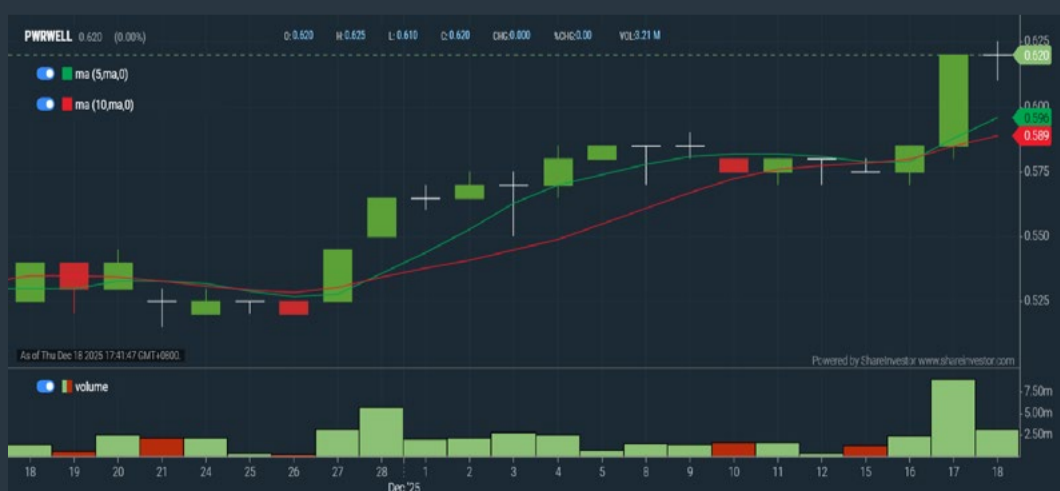 PWRWELL 0.620 (0.00%) O: 0.620 H: 0.625 L: 0.610 C: 0.620 CHG:0.000 %CHG:0.00 VOL:3.21 M
ma (5,ma,0)
ma (10,ma,0)
0.625
0.620
0.600
0.596
0.589
0.575
0.550
0.525
As of Thu Dec 18 2025 17:41:47 GMT+0800.
Powered by ShareInvestor www.shareinvestor.com
volume
7.50m
5.00m
2.50m
18 19 20 21 24 25 26 27 28 1 2 3 4 5 8 9 10 11 12 15 16 17 18
Dec '25